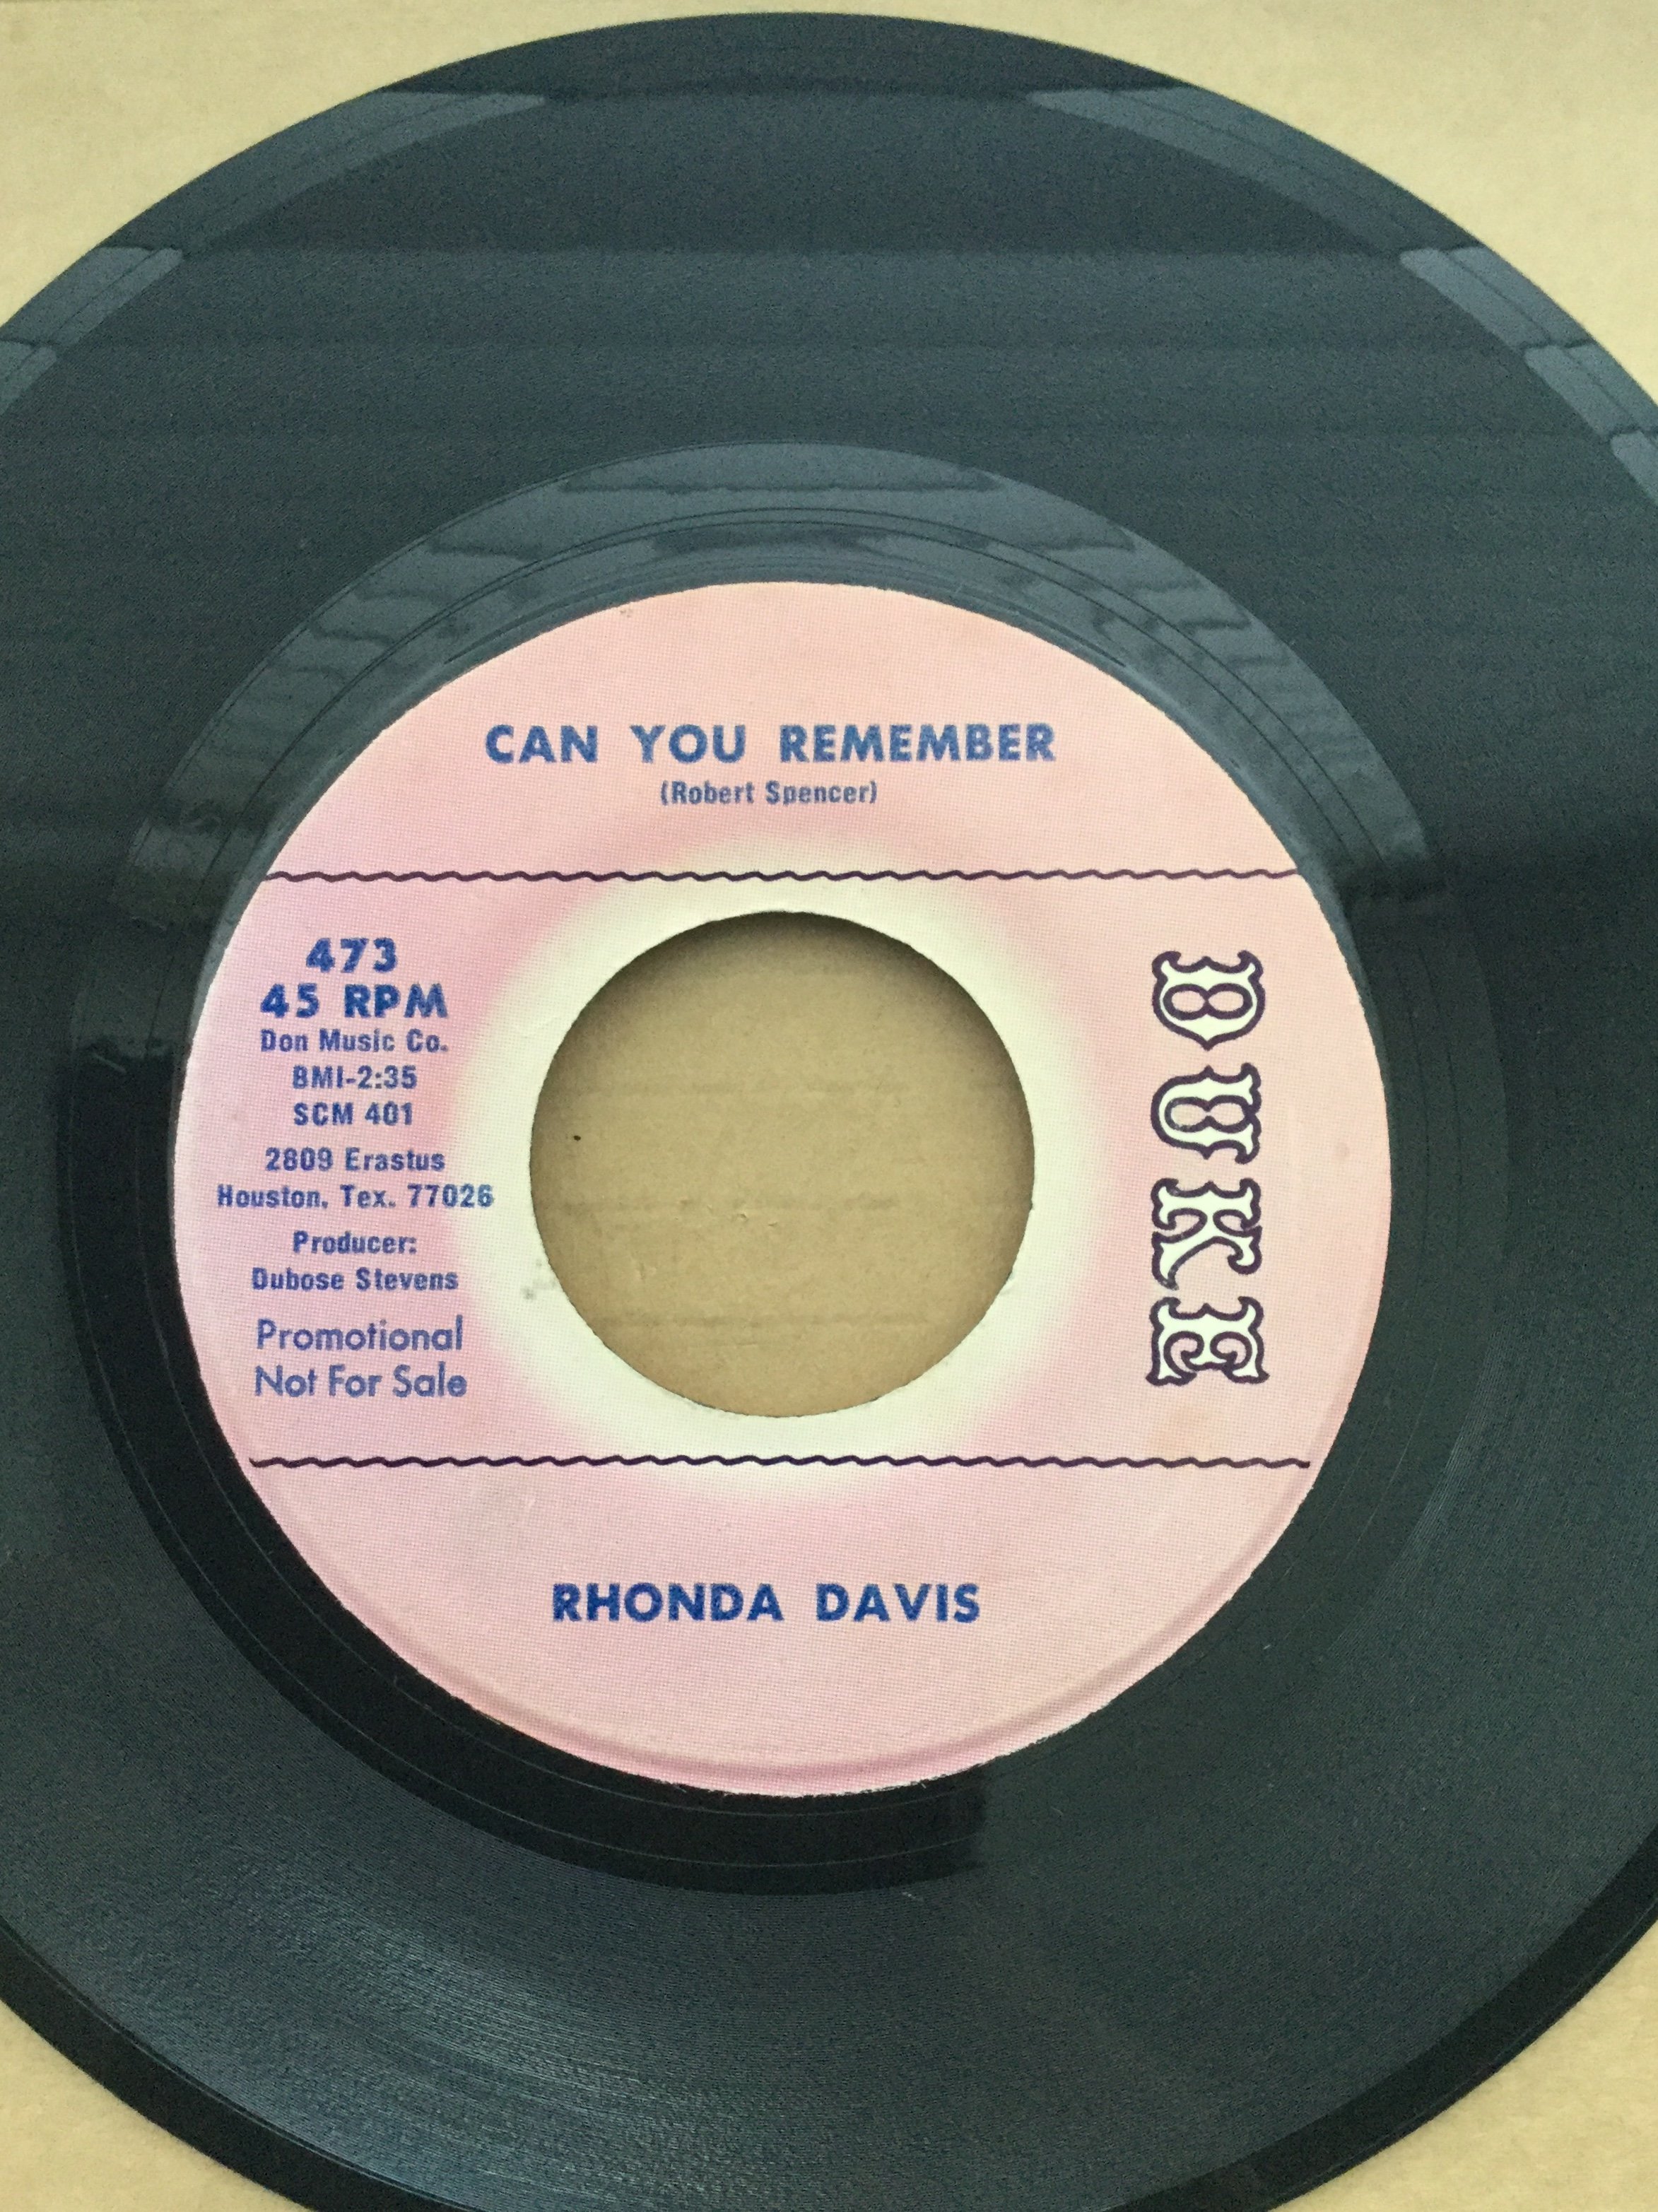 CAN YOU REMEMBER
(Robert Spencer)
473
45 RPM
Don Music Co.
BMI-2:35
SCM 401
2809 Erastus
Houston, Tex. 77026
Producer:
Dubose Stevens
Promotional
Not For Sale
DUKE
RHONDA DAVIS